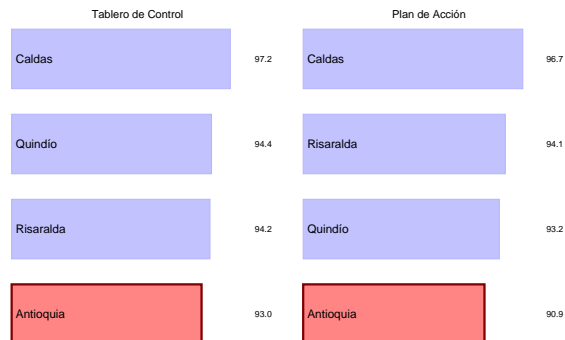 Tablero de Control
Caldas 97.2
Quindío 94.4
Risaralda 94.2
Antioquia 93.0
Plan de Acción
Caldas 96.7
Risaralda 94.1
Quindío 93.2
Antioquia 90.9